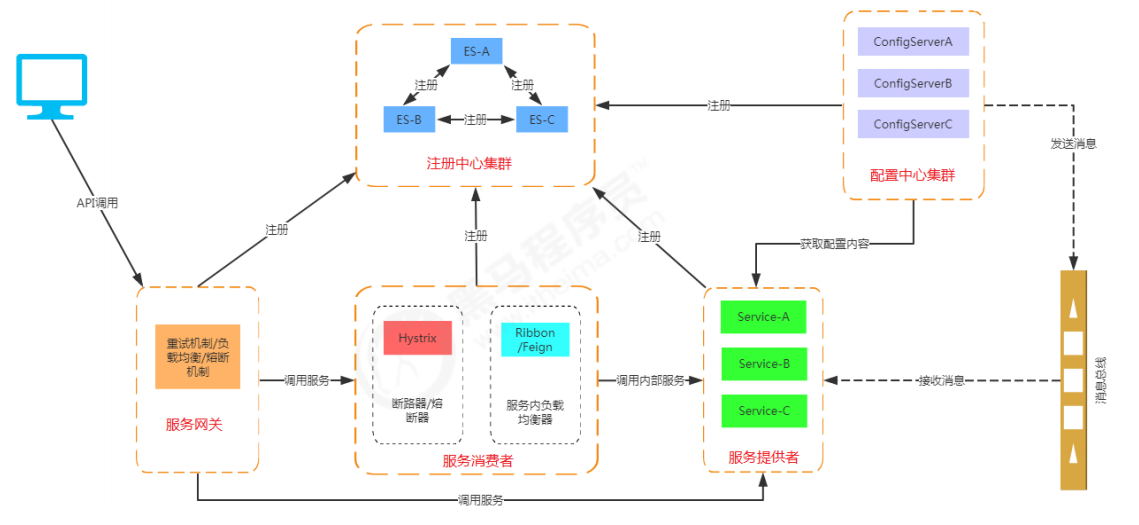 ES-A
注册
注册
ES-B
注册
ES-C
注册中心集群
注册
ConfigServerA
ConfigServerB
ConfigServerC
配置中心集群
发送消息
API调用
注册
注册
注册
获取配置内容
黑马程序员
重试机制/负
载均衡/熔断
机制
服务网关
调用服务
Hystrix
断路器/熔
断器
Ribbon
/Feign
服务内负载
均衡器
服务消费者
调用内部服务
Service-A
Service-B
Service-C
服务提供者
接收消息
消息总线
调用服务